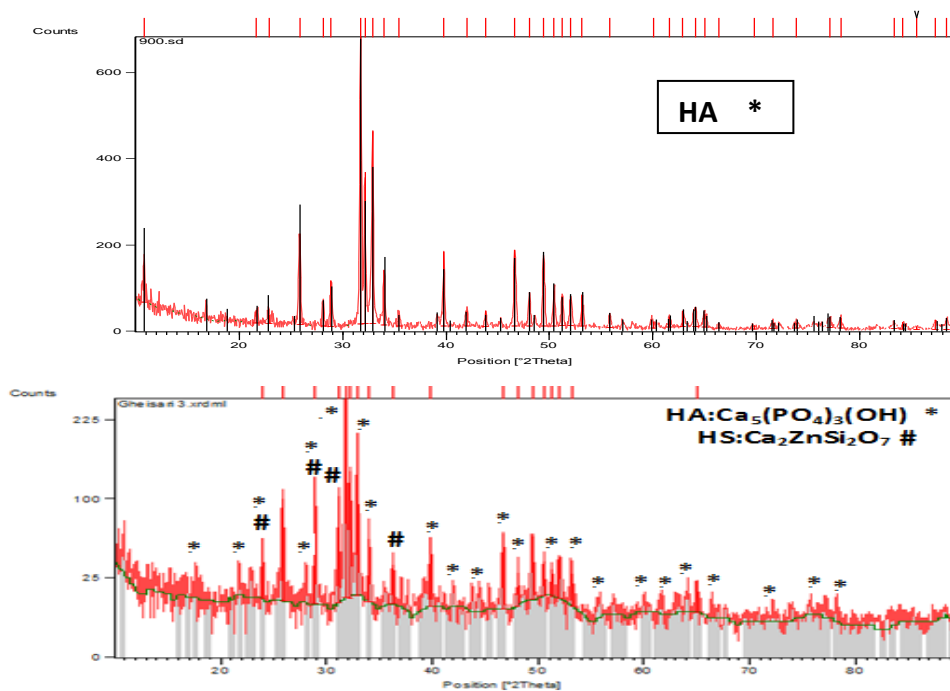 Counts
900.sd
HA *
600
400
200
0
20 30 40 50 60 70 80
Position [°2Theta]
Counts
Gheisari 3.xrdml
HA:Ca₅(PO₄)₃(OH) *
HS:Ca₂ZnSi₂O₇ #
225
100
25
0
20 30 40 50 60 70 80
Position [°2Theta]